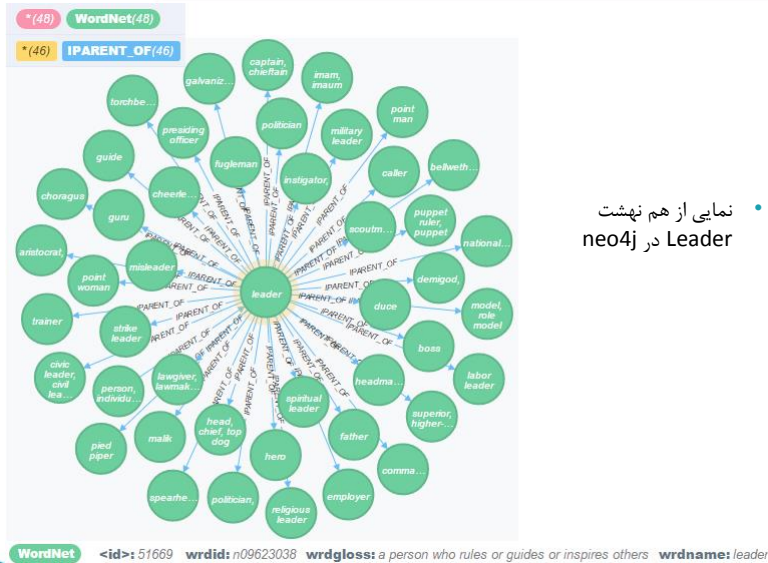 *(48) WordNet(48)
*(46) IPARENT_OF(46)
captain,
chieftain
imam,
imaum
galvaniz...
torchbe...
point
man
presiding
officer
politician
military
leader
fugleman
guide
caller
bellweth...
cheerle...
instigator,
choragus
guru
scoutm...
puppet
ruler,
puppet
national...
aristocrat,
misleader
point
woman
demigod,
leader
duce
model,
role
model
trainer
strike
leader
boss
civic
leader,
civil
lea...
person,
individu...
lawgiver,
lawmak...
spiritual
leader
headma...
labor
leader
superior,
higher-...
pied
piper
malik
head,
chief, top
dog
hero
father
comma...
spearhe...
politician,
religious
leader
employer
IPARENT_OF
• نمایی از هم نهشت
Leader در neo4j
WordNet <id>: 51669 wrdid: n09623038 wrdgloss: a person who rules or guides or inspires others wrdname: leader